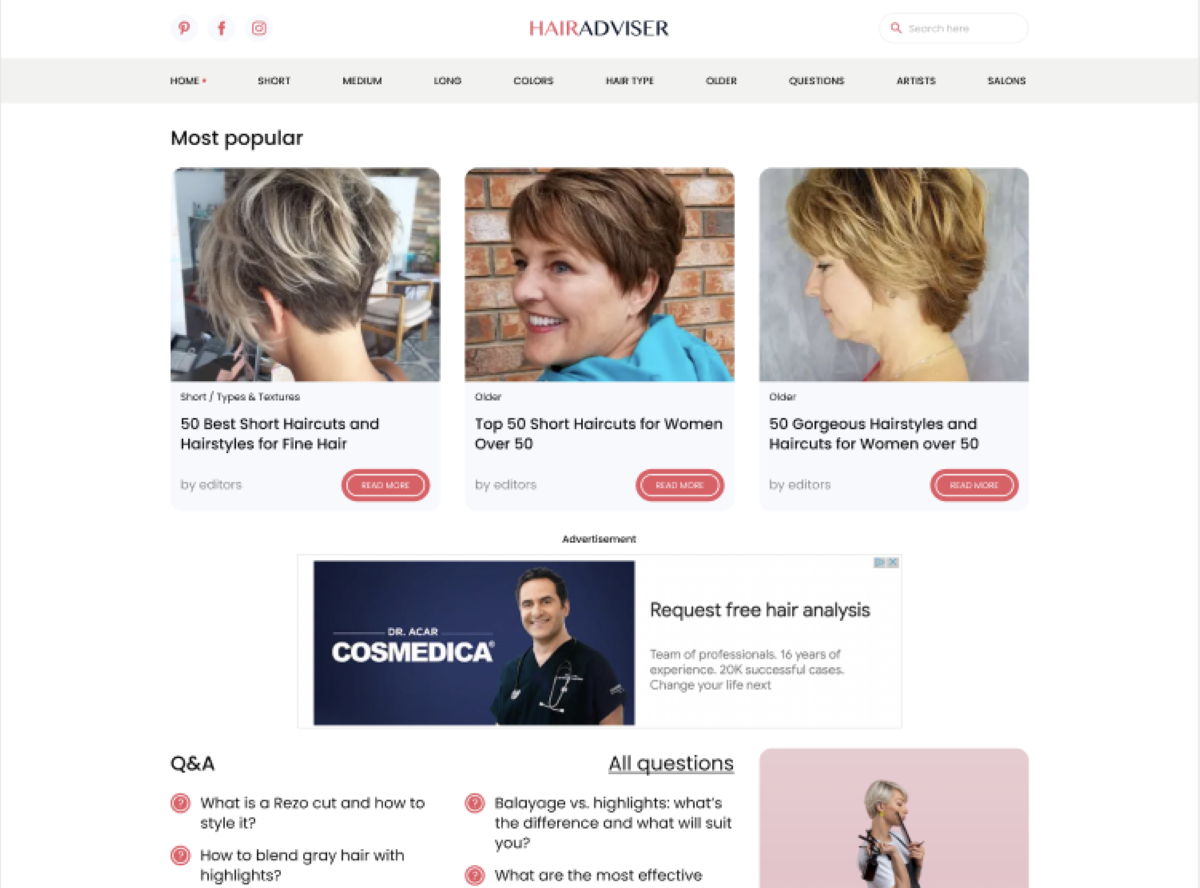 HAIRADVISER
Search here
HOME
SHORT
MEDIUM
LONG
COLORS
HAIR TYPE
OLDER
QUESTIONS
ARTISTS
SALONS
Most popular
Short / Types & Textures
50 Best Short Haircuts and
Hairstyles for Fine Hair
by editors
READ MORE
Older
Top 50 Short Haircuts for Women
Over 50
by editors
READ MORE
Older
50 Gorgeous Hairstyles and
Haircuts for Women over 50
by editors
READ MORE
Advertisement
DR. ACAR
COSMEDICA®
Request free hair analysis
Team of professionals. 16 years of
experience. 20K successful cases.
Change your life next
Q&A
All questions
What is a Rezo cut and how to
style it?
How to blend gray hair with
highlights?
Balayage vs. highlights: what's
the difference and what will suit
you?
What are the most effective